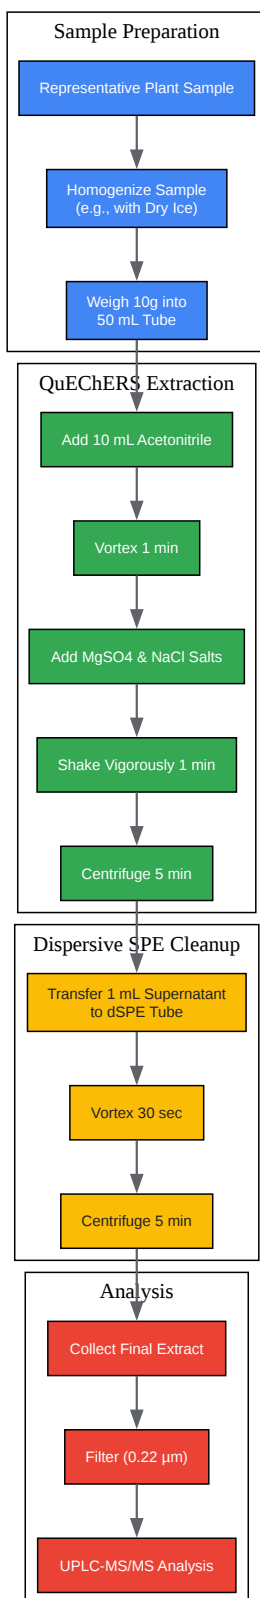 Sample Preparation
Representative Plant Sample
Homogenize Sample
(e.g., with Dry Ice)
Weigh 10g into
50 mL Tube
QuEChERS Extraction
Add 10 mL Acetonitrile
Vortex 1 min
Add MgSO4 & NaCl Salts
Shake Vigorously 1 min
Centrifuge 5 min
Dispersive SPE Cleanup
Transfer 1 mL Supernatant
to dSPE Tube
Vortex 30 sec
Centrifuge 5 min
Analysis
Collect Final Extract
Filter (0.22 µm)
UPLC-MS/MS Analysis